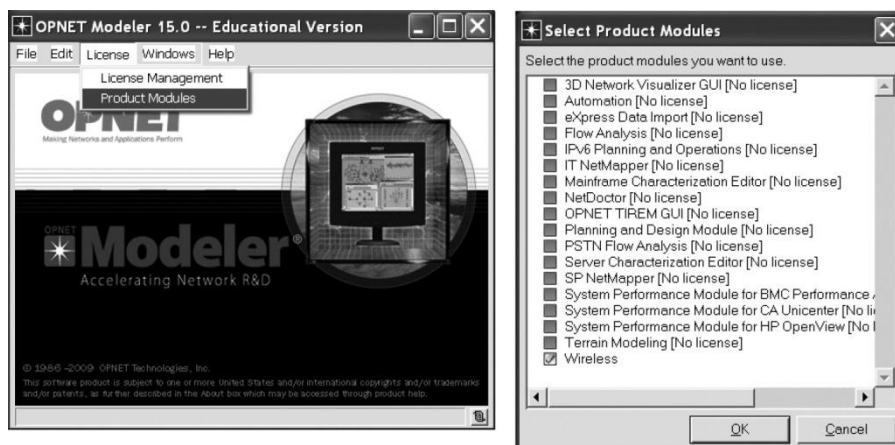 OPNET Modeler 15.0 -- Educational Version
File Edit License Windows Help
License Management
Product Modules
OPNET
Making Networks and Applications Perform
OPNET
Modeler®
Accelerating Network R&D
© 1986-2009 OPNET Technologies, Inc.
This software product is subject to one or more United States and/or international copyrights and/or trademarks
and/or patents, as further described in the About box which may be accessed through product help.
Select Product Modules
Select the product modules you want to use.
3D Network Visualizer GUI [No license]
Automation [No license]
eXpress Data Import [No license]
Flow Analysis [No license]
IPv6 Planning and Operations [No license]
IT NetMapper [No license]
Mainframe Characterization Editor [No license]
NetDoctor [No license]
OPNET TIREM GUI [No license]
Planning and Design Module [No license]
PSTN Flow Analysis [No license]
Server Characterization Editor [No license]
SP NetMapper [No license]
System Performance Module for BMC Performance
System Performance Module for CA Unicenter [No li
System Performance Module for HP OpenView [No l
Terrain Modeling [No license]
Wireless
OK Cancel